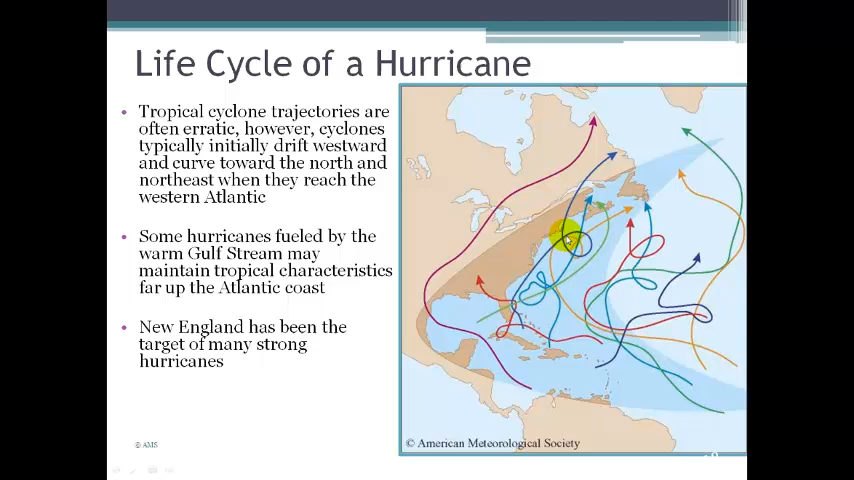 Life Cycle of a Hurricane
• Tropical cyclone trajectories are
often erratic, however, cyclones
typically initially drift westward
and curve toward the north and
northeast when they reach the
western Atlantic
• Some hurricanes fueled by the
warm Gulf Stream may
maintain tropical characteristics
far up the Atlantic coast
• New England has been the
target of many strong
hurricanes
© American Meteorological Society
© AMS